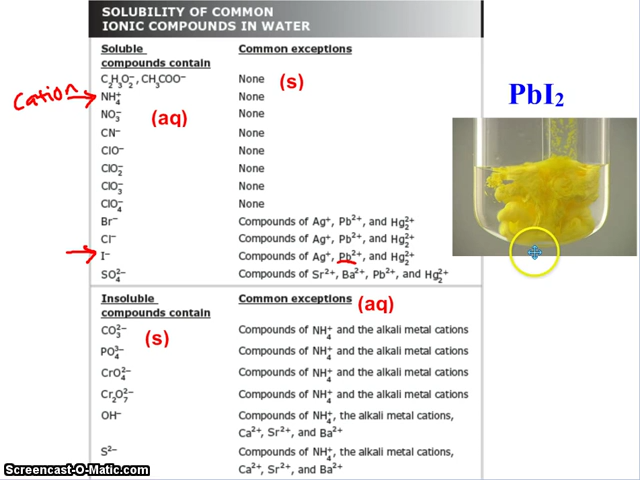 SOLUBILITY OF COMMON
IONIC COMPOUNDS IN WATER
Soluble Common exceptions
compounds contain
C₂H₃O₂⁻, CH₃COO⁻ None (s)
Cation NH₄⁺ None
NO₃⁻ (aq) None
CN⁻ None
ClO⁻ None
ClO₂⁻ None
ClO₃⁻ None
ClO₄⁻ None
Br⁻ Compounds of Ag⁺, Pb²⁺, and Hg₂²⁺
Cl⁻ Compounds of Ag⁺, Pb²⁺, and Hg₂²⁺
I⁻ Compounds of Ag⁺, Pb²⁺, and Hg₂²⁺
SO₄²⁻ Compounds of Sr²⁺, Ba²⁺, Pb²⁺, and Hg₂²⁺
Insoluble Common exceptions (aq)
compounds contain
CO₃²⁻ (s) Compounds of NH₄⁺ and the alkali metal cations
PO₄³⁻ Compounds of NH₄⁺ and the alkali metal cations
CrO₄²⁻ Compounds of NH₄⁺ and the alkali metal cations
Cr₂O₇²⁻ Compounds of NH₄⁺ and the alkali metal cations
OH⁻ Compounds of NH₄⁺, the alkali metal cations,
Ca²⁺, Sr²⁺, and Ba²⁺
S²⁻ Compounds of NH₄⁺, the alkali metal cations,
Ca²⁺, Sr²⁺, and Ba²⁺
PbI₂
Screencast-O-Matic.com